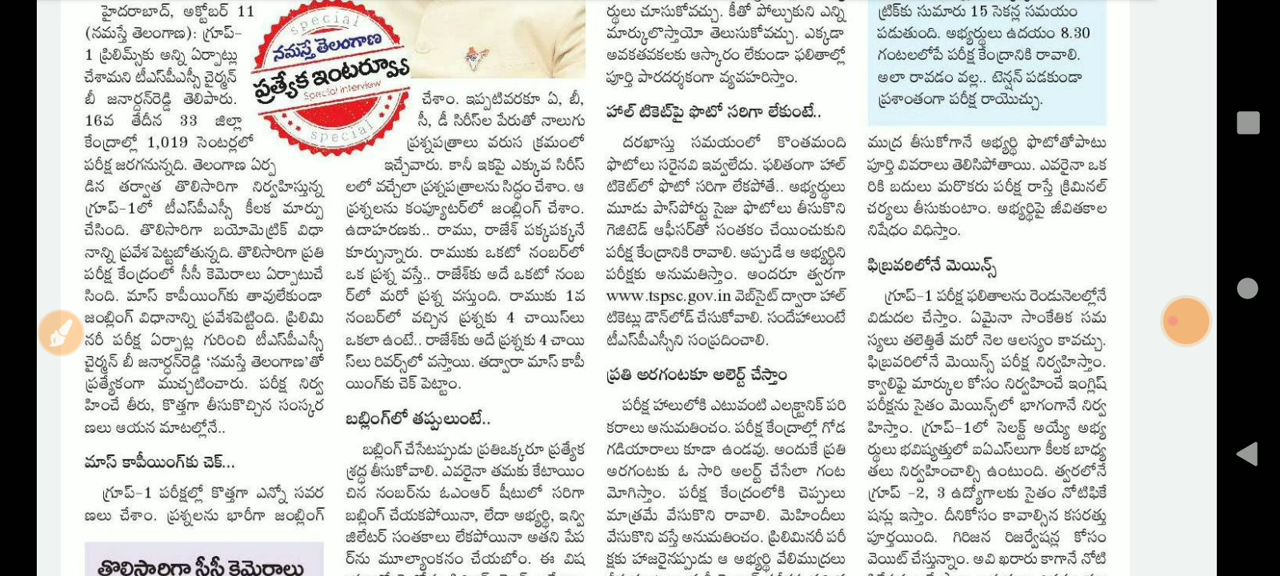 హైదరాబాద్, అక్టోబర్ 11
(నమస్తే తెలంగాణ): గ్రూప్-
1 ప్రిలిమ్స్‌కు అన్ని ఏర్పాట్లు
చేశామని టీఎస్‌పీఎస్సీ చైర్మన్
బీ జనార్దన్‌రెడ్డి తెలిపారు.
16వ తేదీన 33 జిల్లా
కేంద్రాల్లో 1,019 సెంటర్లలో
పరీక్ష జరగనున్నది. తెలంగాణ ఏర్ప
డిన తర్వాత తొలిసారిగా నిర్వహిస్తున్న
గ్రూప్-1లో టీఎస్‌పీఎస్సీ కీలక మార్పు
చేసింది. తొలిసారిగా బయోమెట్రిక్ విధా
నాన్ని ప్రవేశ పెట్టబోతున్నది. తొలిసారిగా ప్రతి
పరీక్ష కేంద్రంలో సీసీ కెమెరాలు ఏర్పాటుచే
సింది. మాస్ కాపీయింగ్‌కు తావులేకుండా
జంబ్లింగ్ విధానాన్ని ప్రవేశపెట్టింది. ప్రిలిమి
నరీ పరీక్ష ఏర్పాట్ల గురించి టీఎస్‌పీఎస్సీ
చైర్మన్ బీ జనార్దన్‌రెడ్డి ‘నమస్తే తెలంగాణ’తో
ప్రత్యేకంగా ముచ్చటించారు. పరీక్ష నిర్వ
హించే తీరు, కొత్తగా తీసుకొచ్చిన సంస్కర
ణలు ఆయన మాటల్లోనే..
మాస్ కాపీయింగ్‌కు చెక్...
గ్రూప్-1 పరీక్షల్లో కొత్తగా ఎన్నో సవర
ణలు చేశాం. ప్రశ్నలను భారీగా జంబ్లింగ్
తొలిసారిగా సీసీ కెమెరాలు
special
నమస్తే తెలంగాణ
ప్రత్యేక ఇంటర్వ్యూ
Special interview
special
చేశాం. ఇప్పటివరకూ ఏ, బీ,
సీ, డీ సిరీస్‌ల పేరుతో నాలుగు
ప్రశ్నపత్రాలు వరుస క్రమంలో
ఇచ్చేవారు. కానీ ఇకపై ఎక్కువ సిరీస్
లలో వచ్చేలా ప్రశ్నపత్రాలను సిద్ధం చేశాం. ఆ
ప్రశ్నలను కంప్యూటర్‌లో జంబ్లింగ్ చేశాం.
ఉదాహరణకు.. రాము, రాజేశ్ పక్కపక్కనే
కూర్చున్నారు. రాముకు ఒకటో నంబర్‌లో
ఒక ప్రశ్న వస్తే.. రాజేశ్‌కు అదే ఒకటో నంబ
ర్‌లో మరో ప్రశ్న వస్తుంది. రాముకు 1వ
నంబర్‌లో వచ్చిన ప్రశ్నకు 4 చాయిస్‌లు
ఒకలా ఉంటే.. రాజేశ్‌కు అదే ప్రశ్నకు 4 చాయి
స్‌లు రివర్స్‌లో వస్తాయి. తద్వారా మాస్ కాపీ
యింగ్‌కు చెక్ పెట్టాం.
బబ్లింగ్‌లో తప్పులుంటే..
బబ్లింగ్ చేసేటప్పుడు ప్రతిఒక్కరూ ప్రత్యేక
శ్రద్ధ తీసుకోవాలి. ఎవరైనా తమకు కేటాయిం
చిన నంబర్‌ను ఓఎంఆర్ షీటులో సరిగా
బబ్లింగ్ చేయకపోయినా, లేదా అభ్యర్థి, ఇన్వి
జిలేటర్ సంతకాలు లేకపోయినా అతని పేప
ర్‌ను మూల్యాంకనం చేయబోం. ఈ విష
ర్థులు చూసుకోవచ్చు. కీతో పోల్చుకుని ఎన్ని
మార్కులొస్తాయో తెలుసుకోవచ్చు. ఎక్కడా
అవకతవకలకు ఆస్కారం లేకుండా ఫలితాల్లో
పూర్తి పారదర్శకంగా వ్యవహరిస్తాం.
హాల్ టికెట్‌పై ఫొటో సరిగా లేకుంటే..
దరఖాస్తు సమయంలో కొంతమంది
ఫొటోలు సరైనవి ఇవ్వలేదు. ఫలితంగా హాల్
టికెట్‌లో ఫొటో సరిగా లేకపోతే.. అభ్యర్థులు
మూడు పాస్‌పోర్టు సైజు ఫొటోలు తీసుకొని
గెజిటెడ్ ఆఫీసర్‌తో సంతకం చేయించుకుని
పరీక్ష కేంద్రానికి రావాలి. అప్పుడే ఆ అభ్యర్థిని
పరీక్షకు అనుమతిస్తాం. అందరూ త్వరగా
www.tspsc.gov.in వెబ్‌సైట్ ద్వారా హాల్
టికెట్లు డౌన్‌లోడ్ చేసుకోవాలి. సందేహాలుంటే
టీఎస్‌పీఎస్సీని సంప్రదించాలి.
ప్రతి అరగంటకూ అలెర్ట్ చేస్తాం
పరీక్ష హాలులోకి ఎటువంటి ఎలక్ట్రానిక్ పరి
కరాలు అనుమతించం. పరీక్ష కేంద్రాల్లో గోడ
గడియారాలు కూడా ఉండవు. అందుకే ప్రతి
అరగంటకు ఓ సారి అలర్ట్ చేసేలా గంట
మోగిస్తాం. పరీక్ష కేంద్రంలోకి చెప్పులు
మాత్రమే వేసుకొని రావాలి. మెహిందీలు
వేసుకొని వస్తే అనుమతించం. ప్రిలిమినరీ పరీ
క్షకు హాజరైనప్పుడు ఆ అభ్యర్థి వేలిముద్రలు
ట్రిక్‌కు సుమారు 15 సెకన్ల సమయం
పడుతుంది. అభ్యర్థులు ఉదయం 8.30
గంటలలోపే పరీక్ష కేంద్రానికి రావాలి.
అలా రావడం వల్ల.. టెన్షన్ పడకుండా
ప్రశాంతంగా పరీక్ష రాయొచ్చు.
ముద్ర తీసుకోగానే అభ్యర్థి ఫొటోతోపాటు
పూర్తి వివరాలు తెలిసిపోతాయి. ఎవరైనా ఒక
రికి బదులు మరొకరు పరీక్ష రాస్తే క్రిమినల్
చర్యలు తీసుకుంటాం. అభ్యర్థిపై జీవితకాల
నిషేధం విధిస్తాం.
ఫిబ్రవరిలోనే మెయిన్స్
గ్రూప్-1 పరీక్ష ఫలితాలను రెండునెలల్లోనే
విడుదల చేస్తాం. ఏమైనా సాంకేతిక సమ
స్యలు తలెత్తితే మరో నెల ఆలస్యం కావచ్చు.
ఫిబ్రవరిలోనే మెయిన్స్ పరీక్ష నిర్వహిస్తాం.
క్వాలిఫై మార్కుల కోసం నిర్వహించే ఇంగ్లిష్
పరీక్షను సైతం మెయిన్స్‌లో భాగంగానే నిర్వ
హిస్తాం. గ్రూప్-1లో సెలక్ట్ అయ్యే అభ్య
ర్థులు భవిష్యత్తులో ఐఏఎస్‌లుగా కీలక బాధ్య
తలు నిర్వహించాల్సి ఉంటుంది. త్వరలోనే
గ్రూప్ -2, 3 ఉద్యోగాలకు సైతం నోటిఫికే
షన్లు ఇస్తాం. దీనికోసం కావాల్సిన కసరత్తు
పూర్తయింది. గిరిజన రిజర్వేషన్ల కోసం
వెయిట్ చేస్తున్నాం. అవి ఖరారు కాగానే నోటి